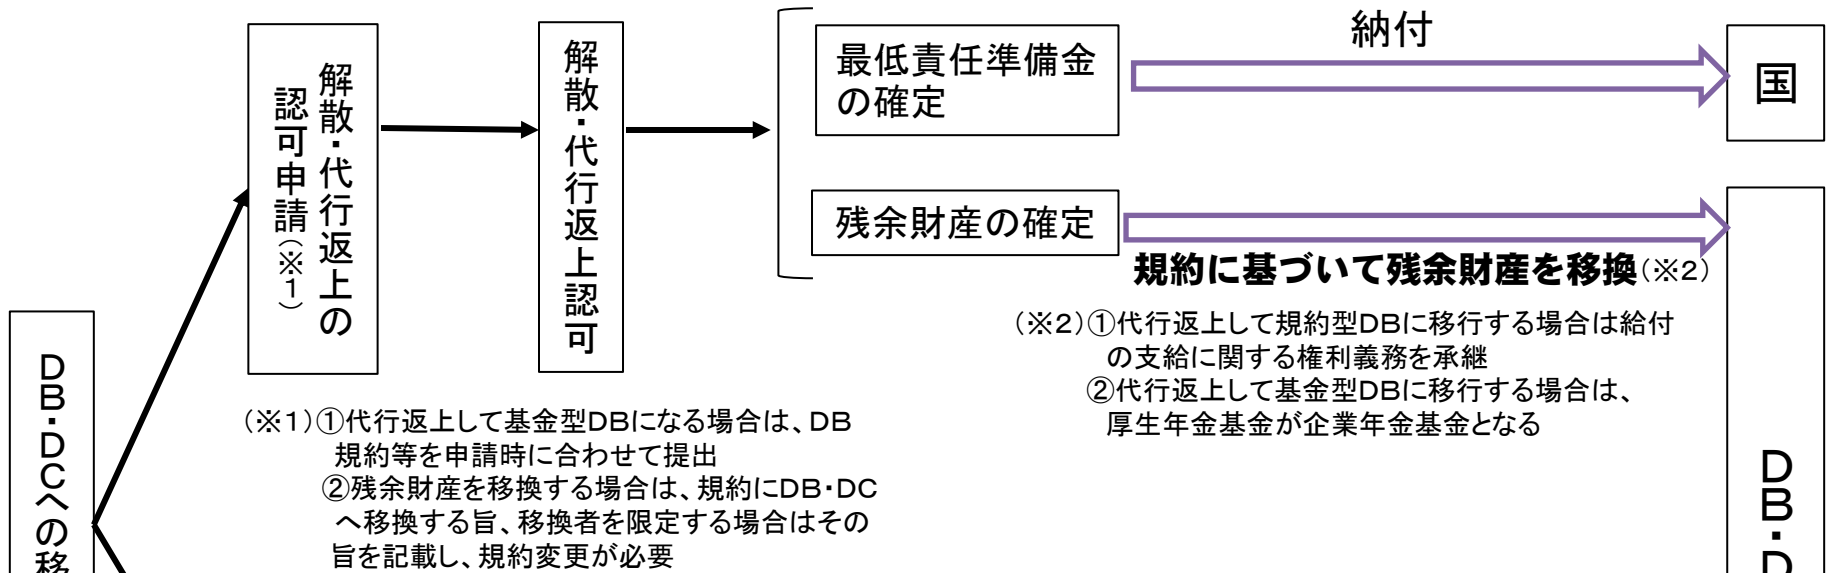 DB・DCへの移
解散・代行返上の
認可申請(※1)
解散・代行返上認可
最低責任準備金
の確定
納付
国
残余財産の確定
規約に基づいて残余財産を移換(※2)
(※2)①代行返上して規約型DBに移行する場合は給付
の支給に関する権利義務を承継
②代行返上して基金型DBに移行する場合は、
厚生年金基金が企業年金基金となる
(※1)①代行返上して基金型DBになる場合は、DB
規約等を申請時に合わせて提出
②残余財産を移換する場合は、規約にDB・DC
へ移換する旨、移換者を限定する場合はその
旨を記載し、規約変更が必要
DB・D